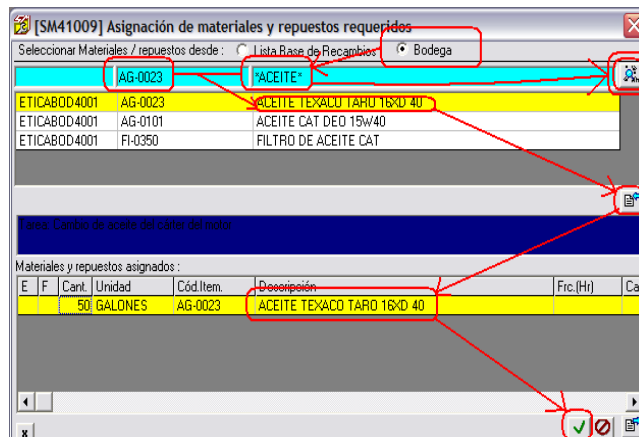 [SM41009] Asignación de materiales y repuestos requeridos
Seleccionar Materiales / repuestos desde : Lista Base de Recambios Bodega
AG-0023 *ACEITE*
ETICABOD4001 AG-0023 ACEITE TEXACO TARO 16XD 40
ETICABOD4001 AG-0101 ACEITE CAT DEO 15W40
ETICABOD4001 FI-0350 FILTRO DE ACEITE CAT
Tarea: Cambio de aceite del cárter del motor
Materiales y repuestos asignados :
E F Cant. Unidad Cód.Item. Descripción Frc.(Hr) Ca
50 GALONES AG-0023 ACEITE TEXACO TARO 16XD 40
x